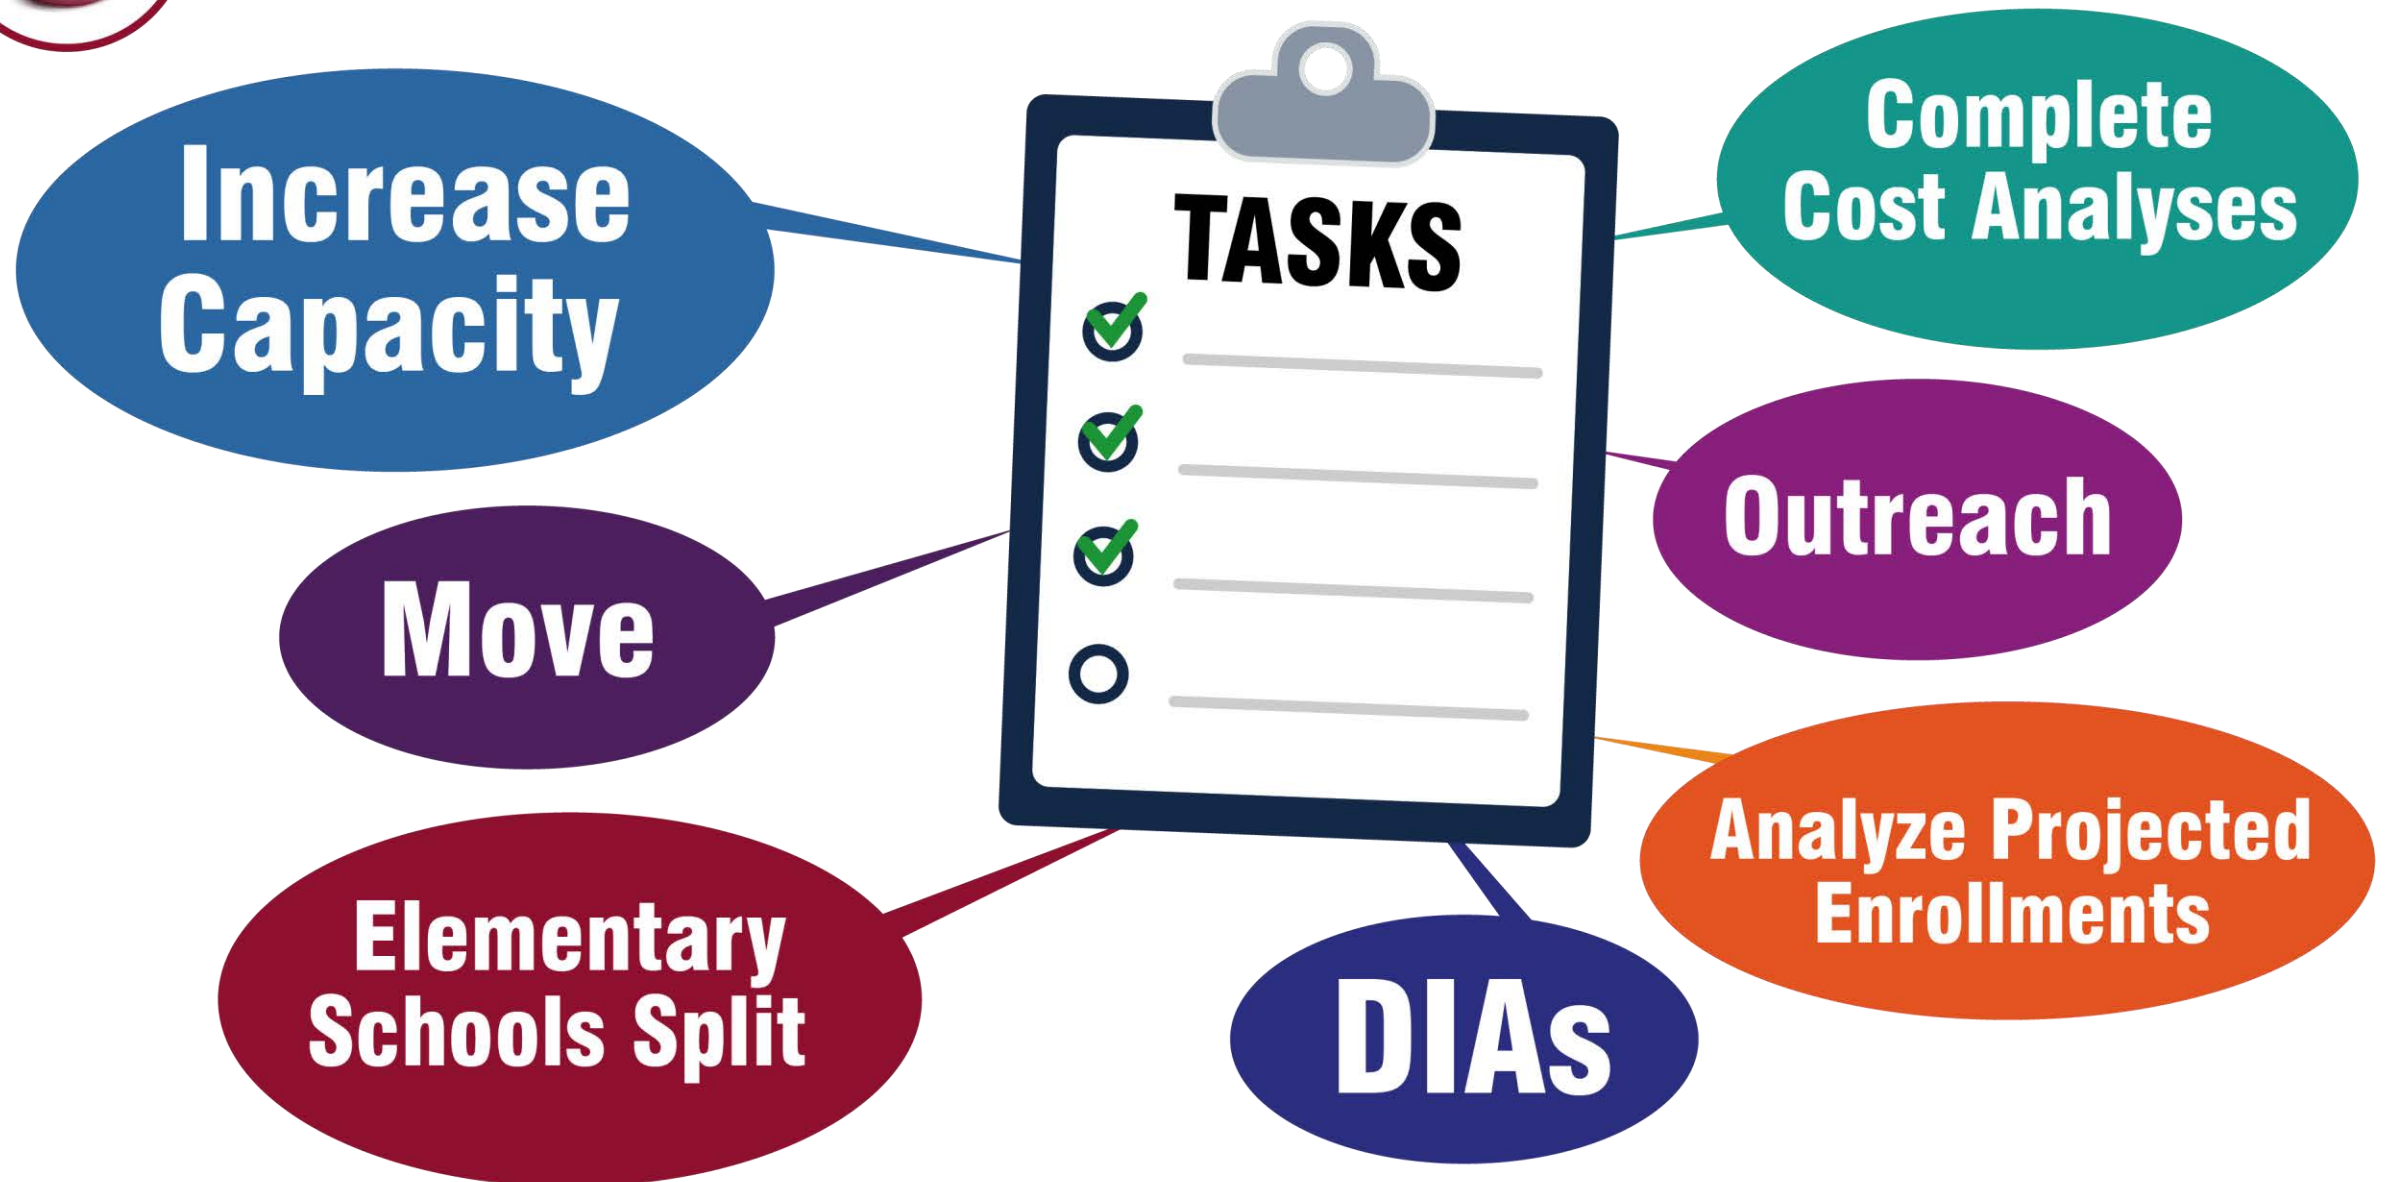 Increase
Capacity
Move
Elementary
Schools Split
TASKS
Complete
Cost Analyses
Outreach
Analyze Projected
Enrollments
DIAs